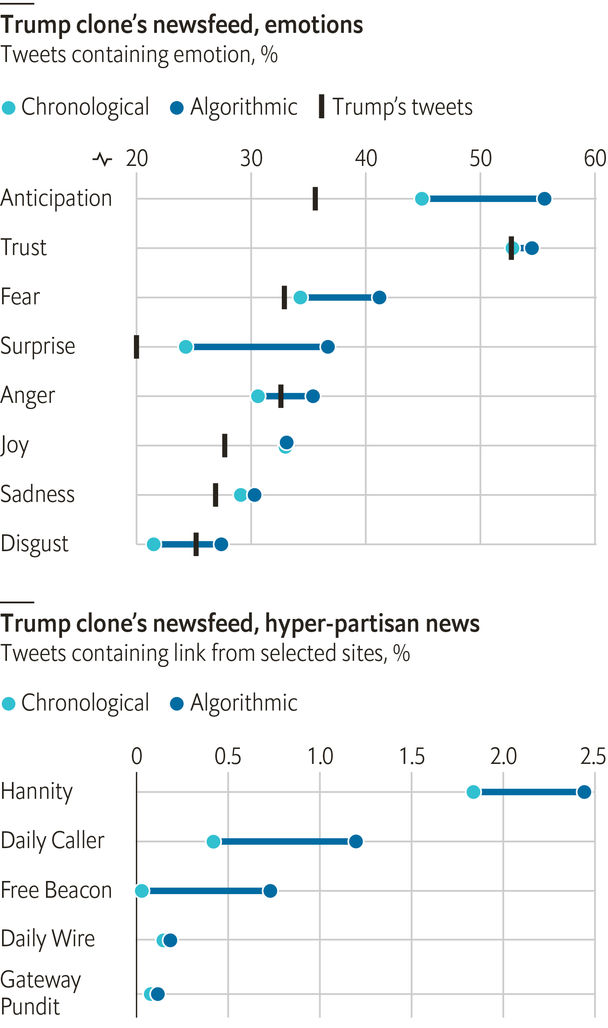 Trump clone’s newsfeed, emotions
Tweets containing emotion, %
Chronological Algorithmic Trump’s tweets
20 30 40 50 60
Anticipation
Trust
Fear
Surprise
Anger
Joy
Sadness
Disgust
Trump clone’s newsfeed, hyper-partisan news
Tweets containing link from selected sites, %
Chronological Algorithmic
0 0.5 1.0 1.5 2.0 2.5
Hannity
Daily Caller
Free Beacon
Daily Wire
Gateway
Pundit